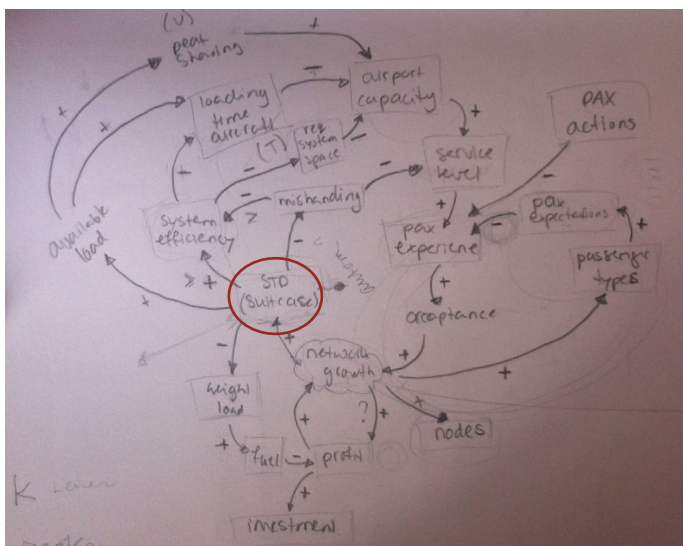 (U)
peak
shaving
+
+
+
loading
time
aircraft
-
airport
capacity
+
PAX
actions
(T)
req
system
space
-
-
-
service
level
-
-
mishandling
+
-
pax
expectations
-
system
efficiency
pax
experience
+
available
load
+
STD
(Suitcase)
-
+
passenger
types
+
acceptance
-
+
network
growth
+
+
+
height
load
+
?
+
nodes
+
fuel
-
profit
+
investment
K